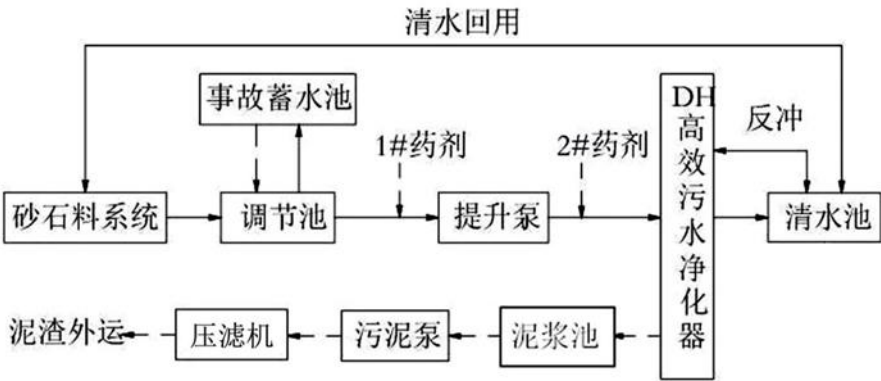 清水回用
事故蓄水池
1#药剂
2#药剂
DH高效污水净化器
反冲
砂石料系统
调节池
提升泵
清水池
泥渣外运
压滤机
污泥泵
泥浆池